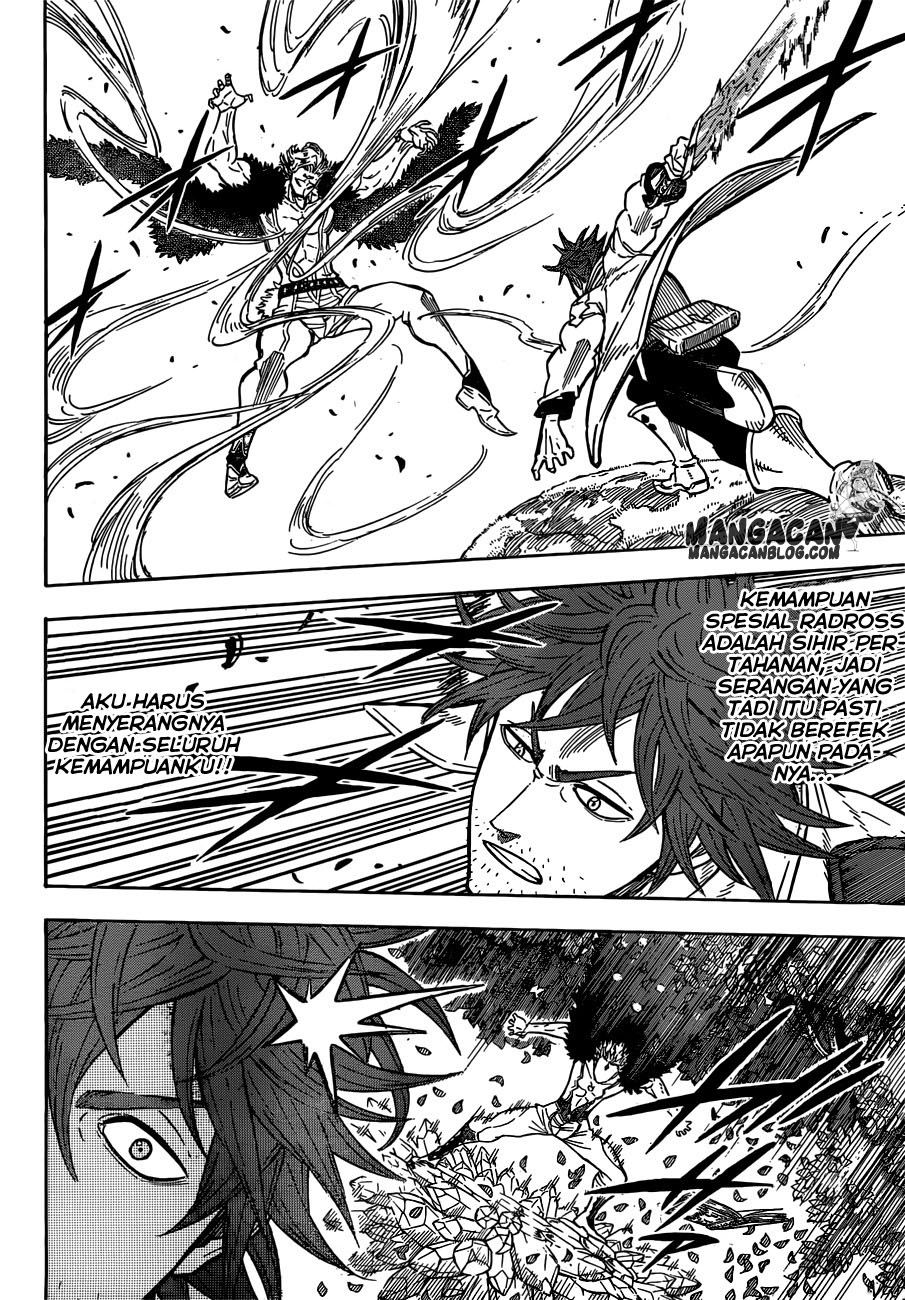 MANGACAN
MANGACANBLOG.COM
KEMAMPUAN
SPESIAL RADROSS
ADALAH SIHIR PER
TAHANAN, JADI
SERANGAN YANG
TADI ITU PASTI
TIDAK BEREFEK
APAPUN PADA
NYA...
AKU HARUS
MENYERANGNYA
DENGAN SELURUH
KEMAMPUANKU!!